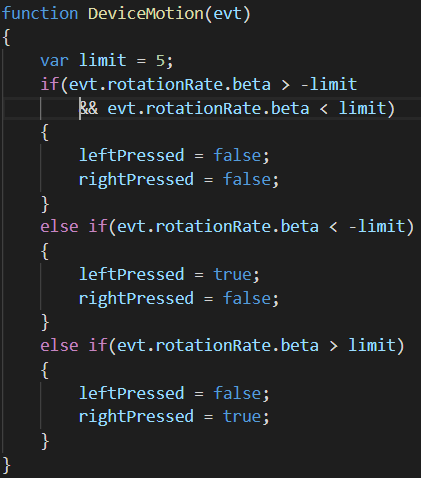 function DeviceMotion(evt)
{
    var limit = 5;
    if(evt.rotationRate.beta > -limit
        && evt.rotationRate.beta < limit)
    {
        leftPressed = false;
        rightPressed = false;
    }
    else if(evt.rotationRate.beta < -limit)
    {
        leftPressed = true;
        rightPressed = false;
    }
    else if(evt.rotationRate.beta > limit)
    {
        leftPressed = false;
        rightPressed = true;
    }
}